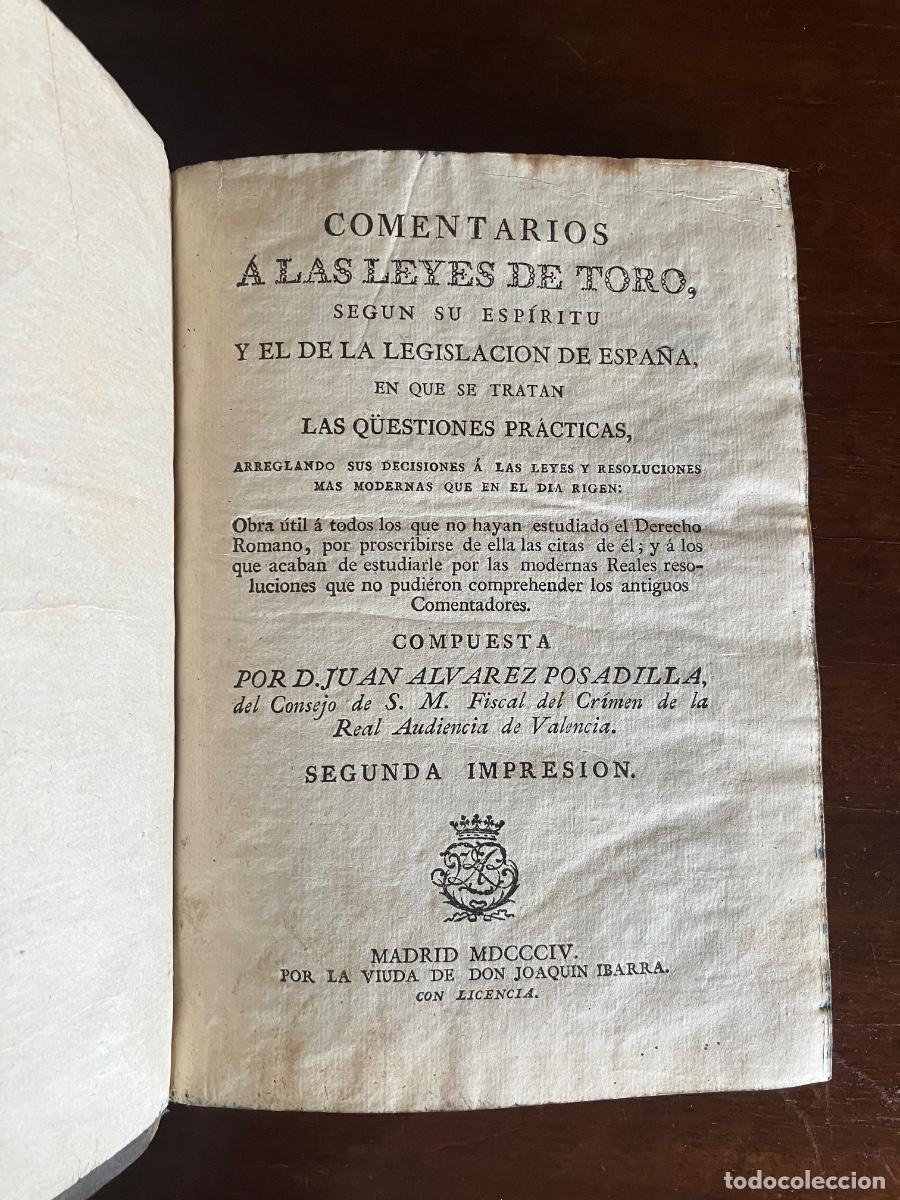 COMENTARIOS
Á LAS LEYES DE TORO,
SEGUN SU ESPÍRITU
Y EL DE LA LEGISLACION DE ESPAÑA,
EN QUE SE TRATAN
LAS QÜESTIONES PRÁCTICAS,
ARREGLANDO SUS DECISIONES Á LAS LEYES Y RESOLUCIONES
MAS MODERNAS QUE EN EL DIA RIGEN:
Obra útil á todos los que no hayan estudiado el Derecho
Romano, por proscribirse de ella las citas de él; y á los
que acaban de estudiarle por las modernas Reales reso-
luciones que no pudiéron comprehender los antiguos
Comentadores.
COMPUESTA
POR D. JUAN ALVAREZ POSADILLA,
del Consejo de S. M. Fiscal del Crímen de la
Real Audiencia de Valencia.
SEGUNDA IMPRESION.
MADRID MDCCCIV.
POR LA VIUDA DE DON JOAQUIN IBARRA.
CON LICENCIA.
todocoleccion